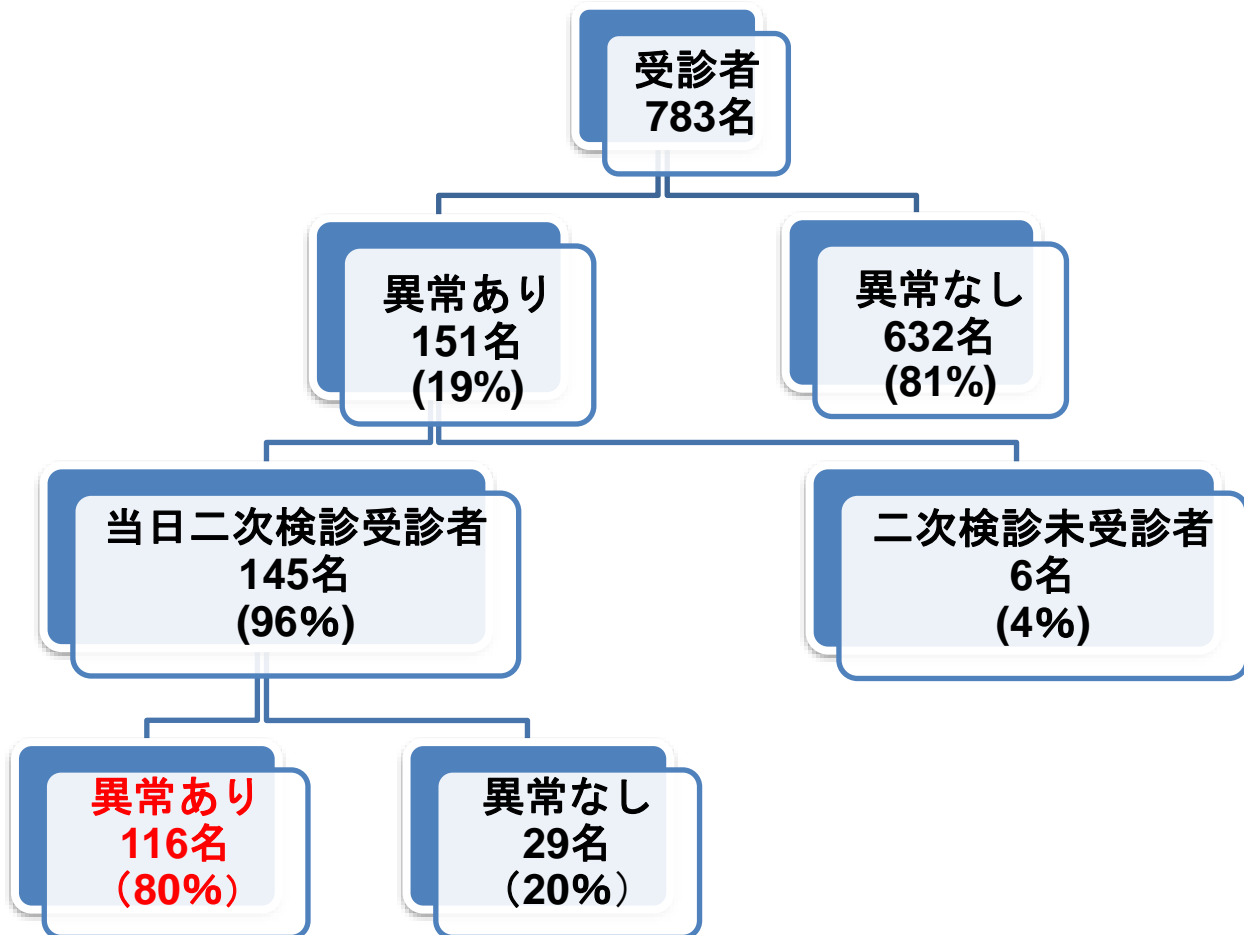 受診者
783名
異常あり
151名
(19%)
異常なし
632名
(81%)
当日二次検診受診者
145名
(96%)
二次検診未受診者
6名
(4%)
異常あり
116名
（80%）
異常なし
29名
（20%）